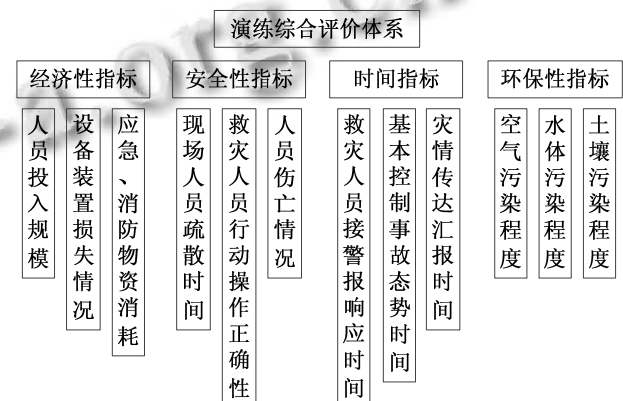 演练综合评价体系
经济性指标
安全性指标
时间指标
环保性指标
人员投入规模
设备装置损失情况
应急、消防物资消耗
现场人员疏散时间
救灾人员行动操作正确性
人员伤亡情况
救灾人员接警报响应时间
基本控制事故态势时间
灾情传达汇报时间
空气污染程度
水体污染程度
土壤污染程度